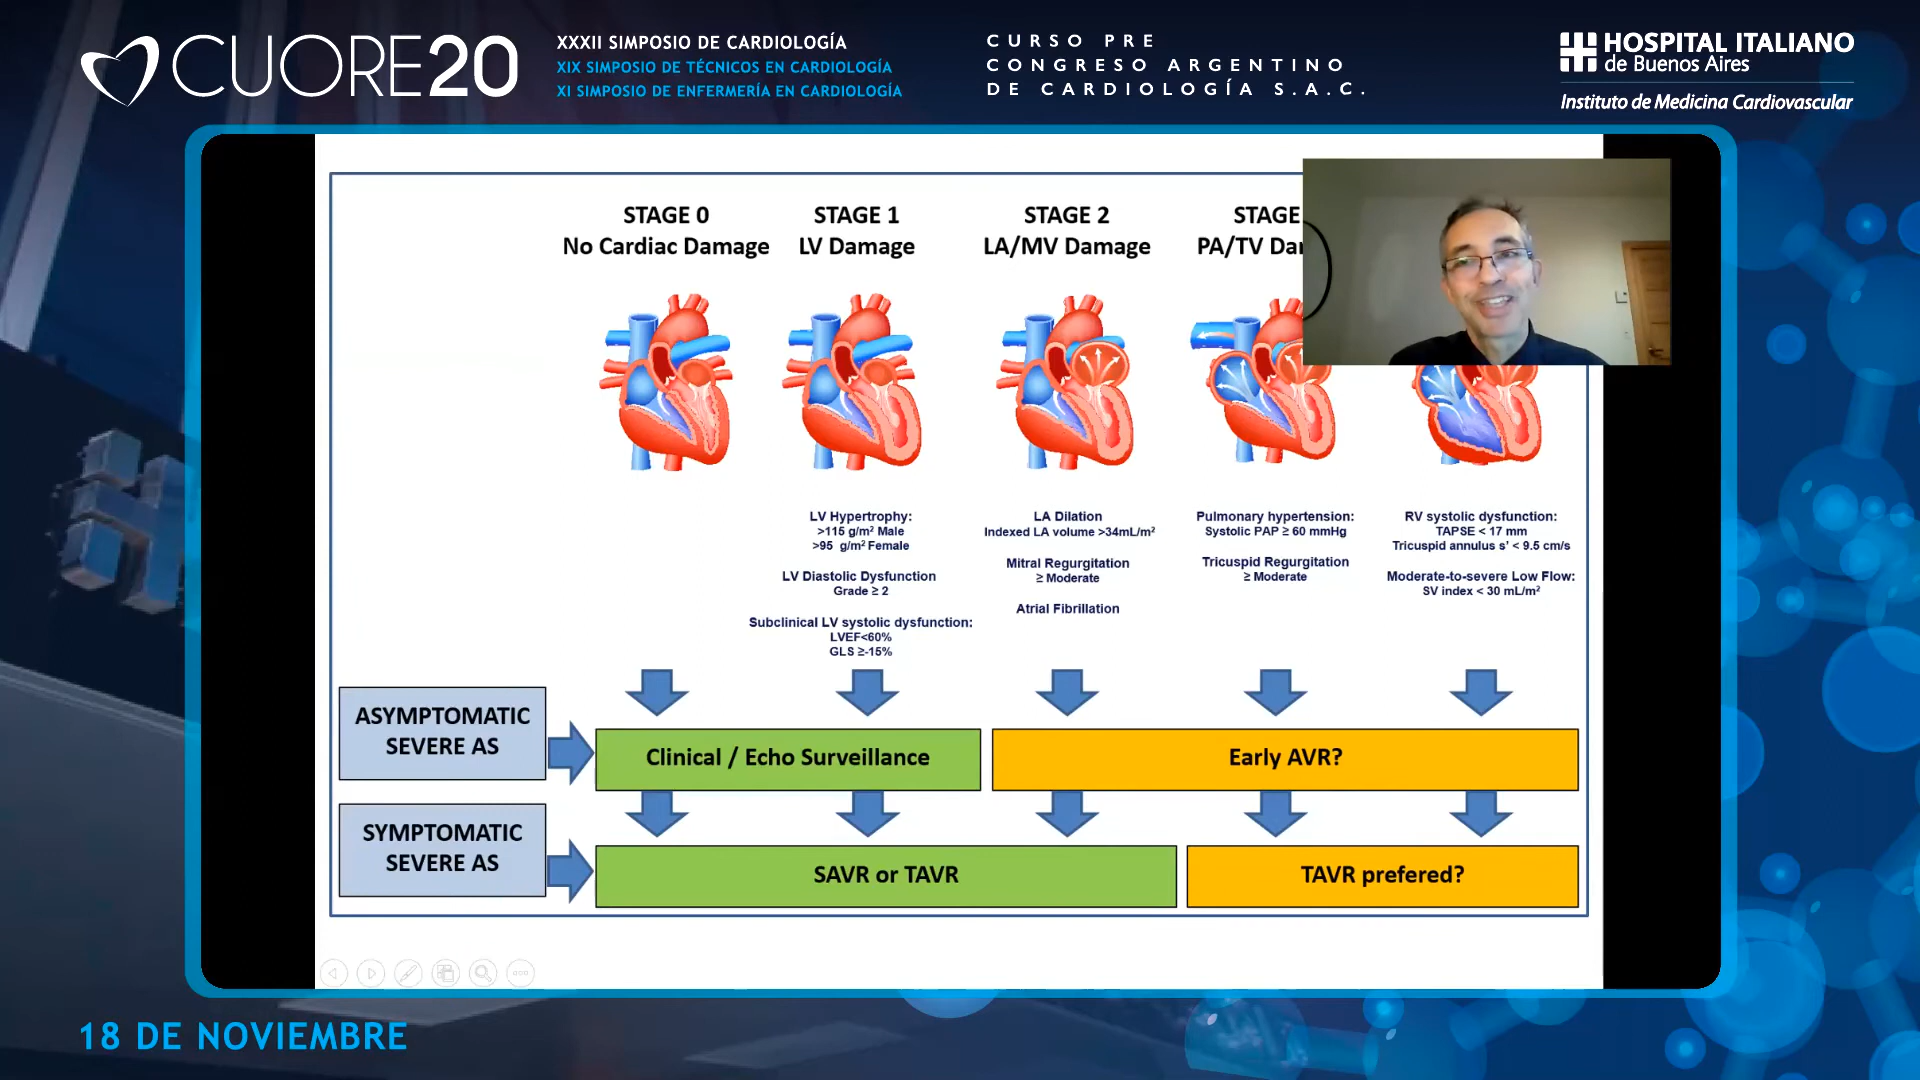 CUORE20
XXXII SIMPOSIO DE CARDIOLOGÍA
XIX SIMPOSIO DE TÉCNICOS EN CARDIOLOGÍA
XI SIMPOSIO DE ENFERMERÍA EN CARDIOLOGÍA
CURSO PRE
CONGRESO ARGENTINO
DE CARDIOLOGÍA S.A.C.
HOSPITAL ITALIANO
de Buenos Aires
Instituto de Medicina Cardiovascular
STAGE 0
No Cardiac Damage
STAGE 1
LV Damage
STAGE 2
LA/MV Damage
STAGE
PA/TV
LV Hypertrophy:
>115 g/m² Male
>95 g/m² Female
LV Diastolic Dysfunction
Grade ≥ 2
Subclinical LV systolic dysfunction:
LVEF<60%
GLS ≥-15%
LA Dilation
Indexed LA volume >34mL/m²
Mitral Regurgitation
≥ Moderate
Atrial Fibrillation
Pulmonary hypertension:
Systolic PAP ≥ 60 mmHg
Tricuspid Regurgitation
≥ Moderate
RV systolic dysfunction:
TAPSE < 17 mm
Tricuspid annulus s' < 9.5 cm/s
Moderate-to-severe Low Flow:
SV index < 30 mL/m²
ASYMPTOMATIC
SEVERE AS
Clinical / Echo Surveillance
Early AVR?
SYMPTOMATIC
SEVERE AS
SAVR or TAVR
TAVR prefered?
18 DE NOVIEMBRE